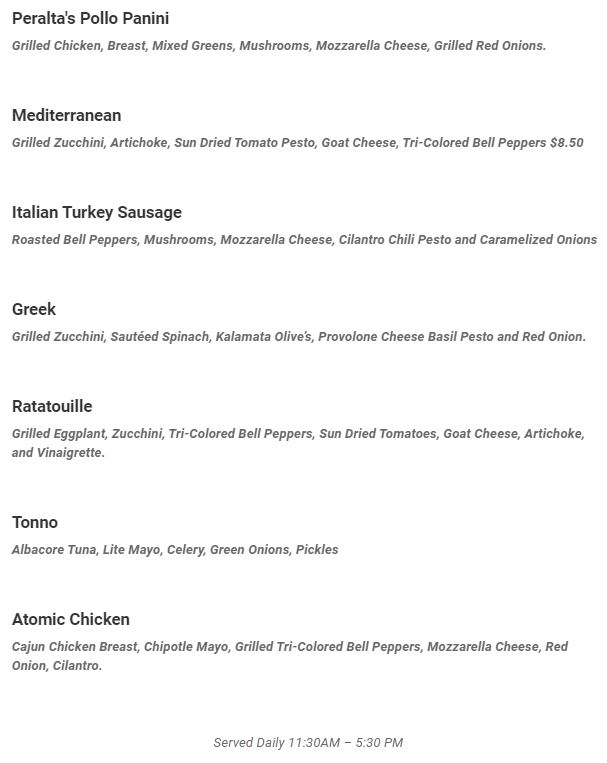 Peralta's Pollo Panini
Grilled Chicken, Breast, Mixed Greens, Mushrooms, Mozzarella Cheese, Grilled Red Onions.
Mediterranean
Grilled Zucchini, Artichoke, Sun Dried Tomato Pesto, Goat Cheese, Tri-Colored Bell Peppers $8.50
Italian Turkey Sausage
Roasted Bell Peppers, Mushrooms, Mozzarella Cheese, Cilantro Chili Pesto and Caramelized Onions
Greek
Grilled Zucchini, Sautéed Spinach, Kalamata Olive’s, Provolone Cheese Basil Pesto and Red Onion.
Ratatouille
Grilled Eggplant, Zucchini, Tri-Colored Bell Peppers, Sun Dried Tomatoes, Goat Cheese, Artichoke,
and Vinaigrette.
Tonno
Albacore Tuna, Lite Mayo, Celery, Green Onions, Pickles
Atomic Chicken
Cajun Chicken Breast, Chipotle Mayo, Grilled Tri-Colored Bell Peppers, Mozzarella Cheese, Red
Onion, Cilantro.
Served Daily 11:30AM – 5:30 PM